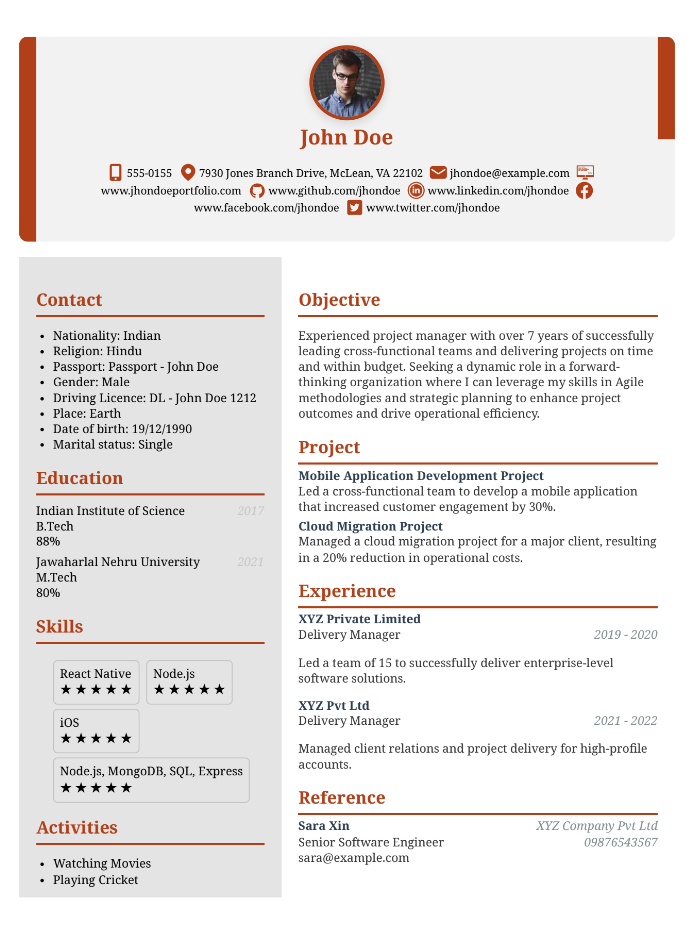 John Doe
555-0155 7930 Jones Branch Drive, McLean, VA 22102 jhondoe@example.com
www.jhondoeportfolio.com www.github.com/jhondoe www.linkedin.com/jhondoe
www.facebook.com/jhondoe www.twitter.com/jhondoe
Contact
• Nationality: Indian
• Religion: Hindu
• Passport: Passport - John Doe
• Gender: Male
• Driving Licence: DL - John Doe 1212
• Place: Earth
• Date of birth: 19/12/1990
• Marital status: Single
Education
Indian Institute of Science 2017
B.Tech
88%
Jawaharlal Nehru University 2021
M.Tech
80%
Skills
React Native Node.js
★★★★★ ★★★★★
iOS
★★★★★
Node.js, MongoDB, SQL, Express
★★★★★
Activities
• Watching Movies
• Playing Cricket
Objective
Experienced project manager with over 7 years of successfully
leading cross-functional teams and delivering projects on time
and within budget. Seeking a dynamic role in a forward-
thinking organization where I can leverage my skills in Agile
methodologies and strategic planning to enhance project
outcomes and drive operational efficiency.
Project
Mobile Application Development Project
Led a cross-functional team to develop a mobile application
that increased customer engagement by 30%.
Cloud Migration Project
Managed a cloud migration project for a major client, resulting
in a 20% reduction in operational costs.
Experience
XYZ Private Limited
Delivery Manager 2019 - 2020
Led a team of 15 to successfully deliver enterprise-level
software solutions.
XYZ Pvt Ltd
Delivery Manager 2021 - 2022
Managed client relations and project delivery for high-profile
accounts.
Reference
Sara Xin XYZ Company Pvt Ltd
Senior Software Engineer 09876543567
sara@example.com